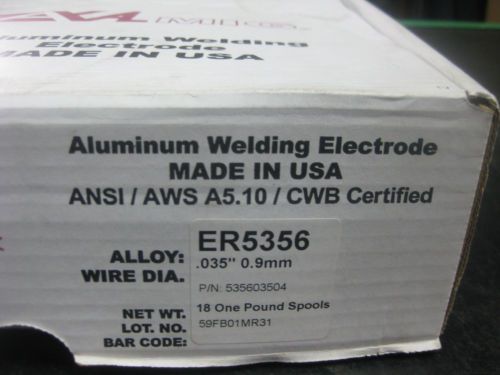 Aluminum Welding
Electrode
MADE IN USA
Aluminum Welding Electrode
MADE IN USA
ANSI / AWS A5.10 / CWB Certified
ALLOY: ER5356
WIRE DIA. .035" 0.9mm
P/N: 535603504
NET WT. 18 One Pound Spools
LOT. NO. 59FB01MR31
BAR CODE: